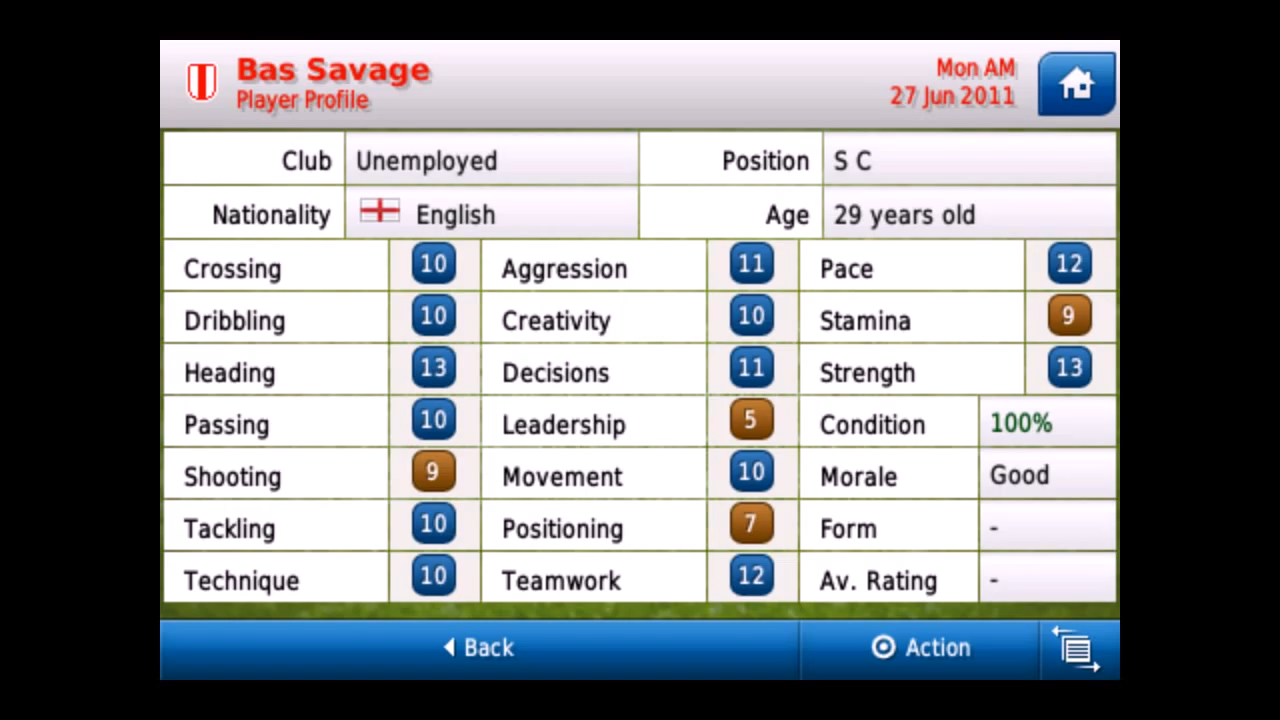 Bas Savage
Player Profile
Mon AM
27 Jun 2011
Club Unemployed Position S C
Nationality English Age 29 years old
Crossing 10 Aggression 11 Pace 12
Dribbling 10 Creativity 10 Stamina 9
Heading 13 Decisions 11 Strength 13
Passing 10 Leadership 5 Condition 100%
Shooting 9 Movement 10 Morale Good
Tackling 10 Positioning 7 Form -
Technique 10 Teamwork 12 Av. Rating -
Back Action